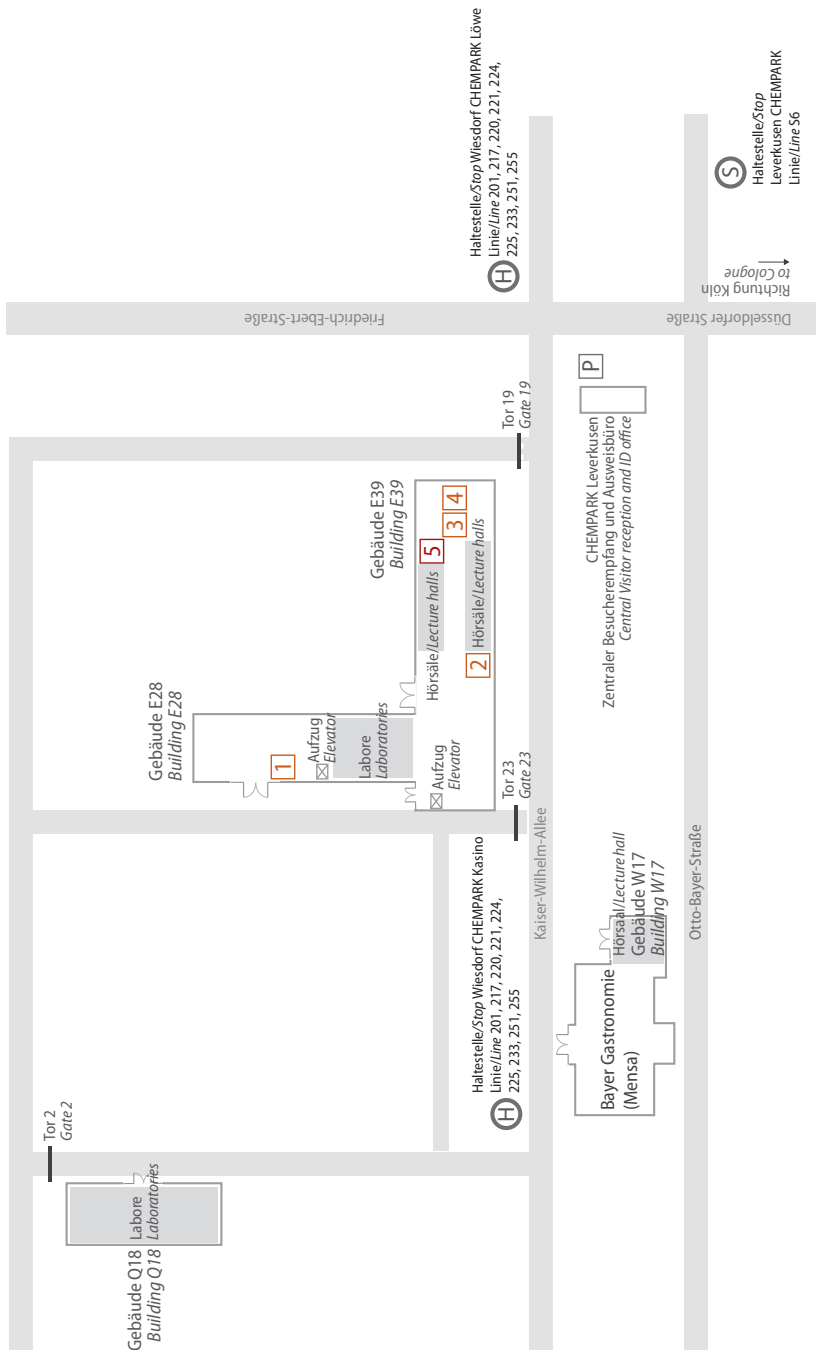 Gebäude Q18
Building Q18
Labore
Laboratories
Tor 2
Gate 2
H
Haltestelle/Stop Wiesdorf CHEMPARK Kasino
Linie/Line 201, 217, 220, 221, 224,
225, 233, 251, 255
Bayer Gastronomie
(Mensa)
Hörsaal/Lecture hall
Gebäude W17
Building W17
Kaiser-Wilhelm-Allee
Otto-Bayer-Straße
Tor 23
Gate 23
Gebäude E28
Building E28
1
Aufzug
Elevator
Labore
Laboratories
Aufzug
Elevator
Gebäude E39
Building E39
Hörsäle/Lecture halls
5
3
4
2
Hörsäle/Lecture halls
Tor 19
Gate 19
CHEMPARK Leverkusen
Zentraler Besucherempfang und Ausweisbüro
Central Visitor reception and ID office
P
Friedrich-Ebert-Straße
Düsseldorfer Straße
Richtung Köln
to Cologne
H
Haltestelle/Stop Wiesdorf CHEMPARK Löwe
Linie/Line 201, 217, 220, 221, 224,
225, 233, 251, 255
S
Haltestelle/Stop
Leverkusen CHEMPARK
Linie/Line S6